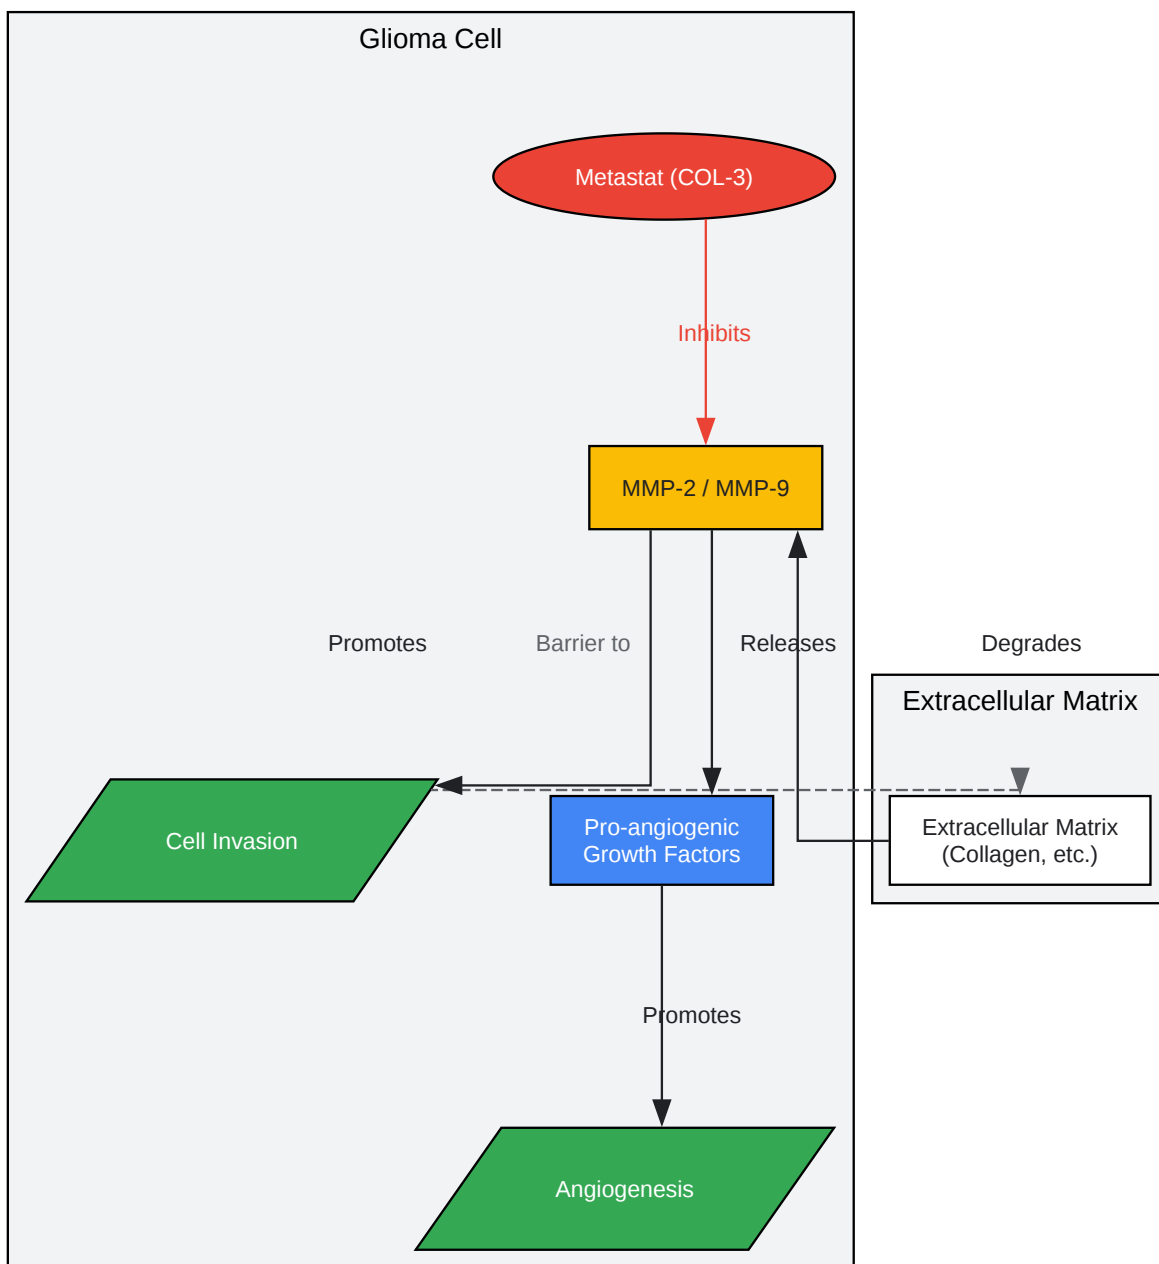 Glioma Cell
Metastat (COL-3)
Inhibits
MMP-2 / MMP-9
Promotes
Barrier to
Releases
Degrades
Extracellular Matrix
Cell Invasion
Pro-angiogenic
Growth Factors
Extracellular Matrix
(Collagen, etc.)
Promotes
Angiogenesis